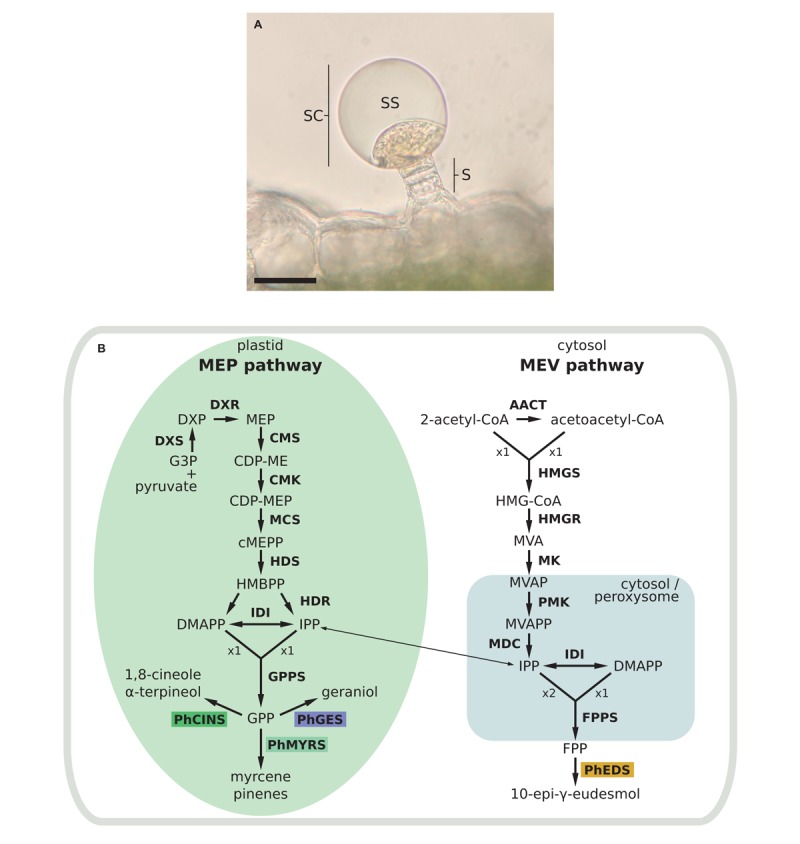 A
SS
SC
S
B
plastid
MEP pathway
DXR
DXP
MEP
DXS
CMS
G3P
+
pyruvate
CDP-ME
CMK
CDP-MEP
MCS
cMEPP
HDS
HMBPP
HDR
DMAPP
IDI
IPP
x1
x1
GPPS
1,8-cineole
α-terpineol
geraniol
PhCINS
GPP
PhGES
PhMYRS
myrcene
pinenes
cytosol
MEV pathway
AACT
2-acetyl-CoA
acetoacetyl-CoA
x1
x1
HMGS
HMG-CoA
HMGR
MVA
MK
MVAP
cytosol /
peroxysome
PMK
MVAPP
MDC
IPP
IDI
DMAPP
x2
x1
FPPS
FPP
PhEDS
10-epi-γ-eudesmol